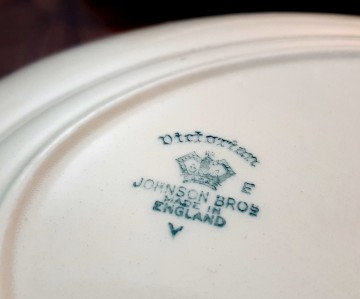 Victorian
E
JOHNSON BROS
MADE IN
ENGLAND